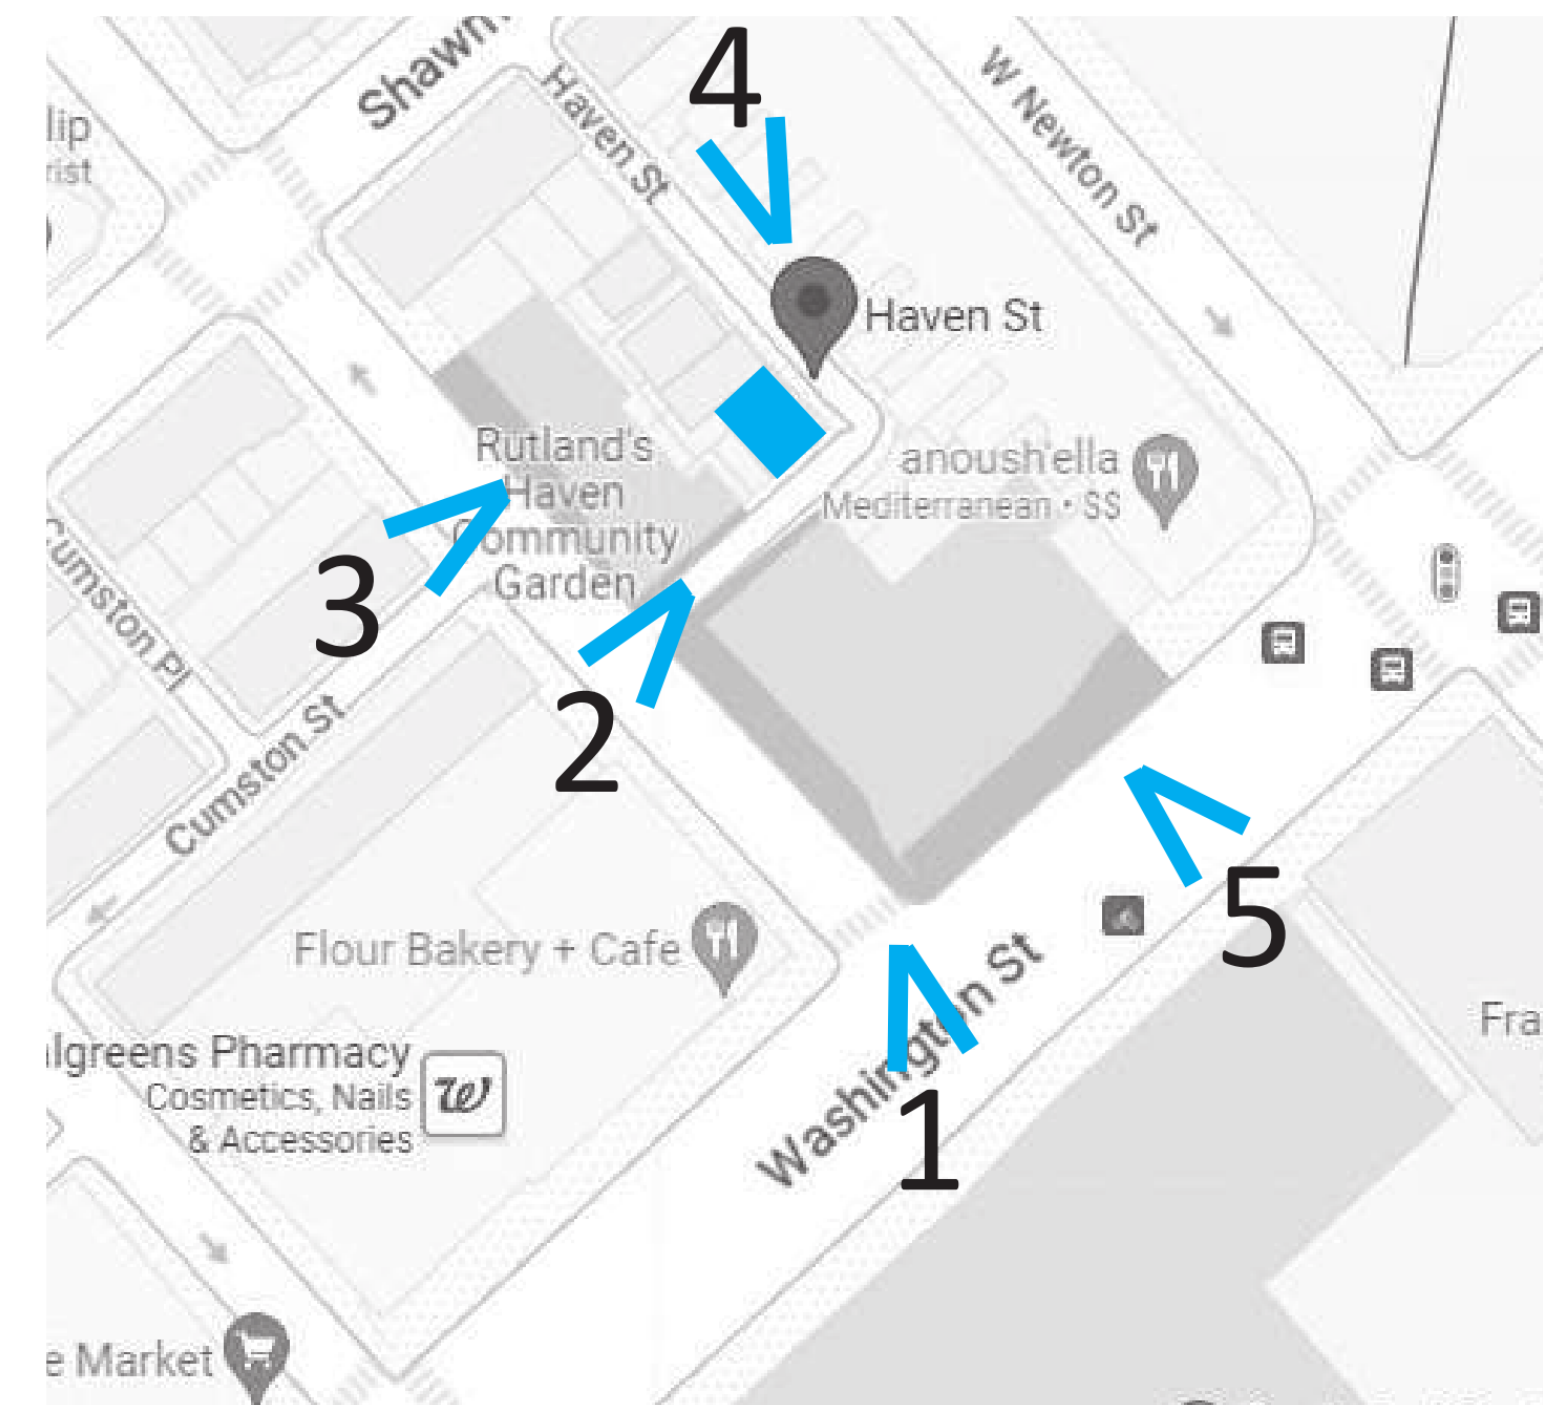 Shawm
4
W Newton St
Haven St
lip
rist
Haven St
Rutland's
Haven
Community
Garden
anoush'ella
Mediterranean • $$
3
Cumston Pl
2
Cumston St
5
Flour Bakery + Cafe
Washington St
Fra
lgreens Pharmacy
Cosmetics, Nails
& Accessories
1
e Market